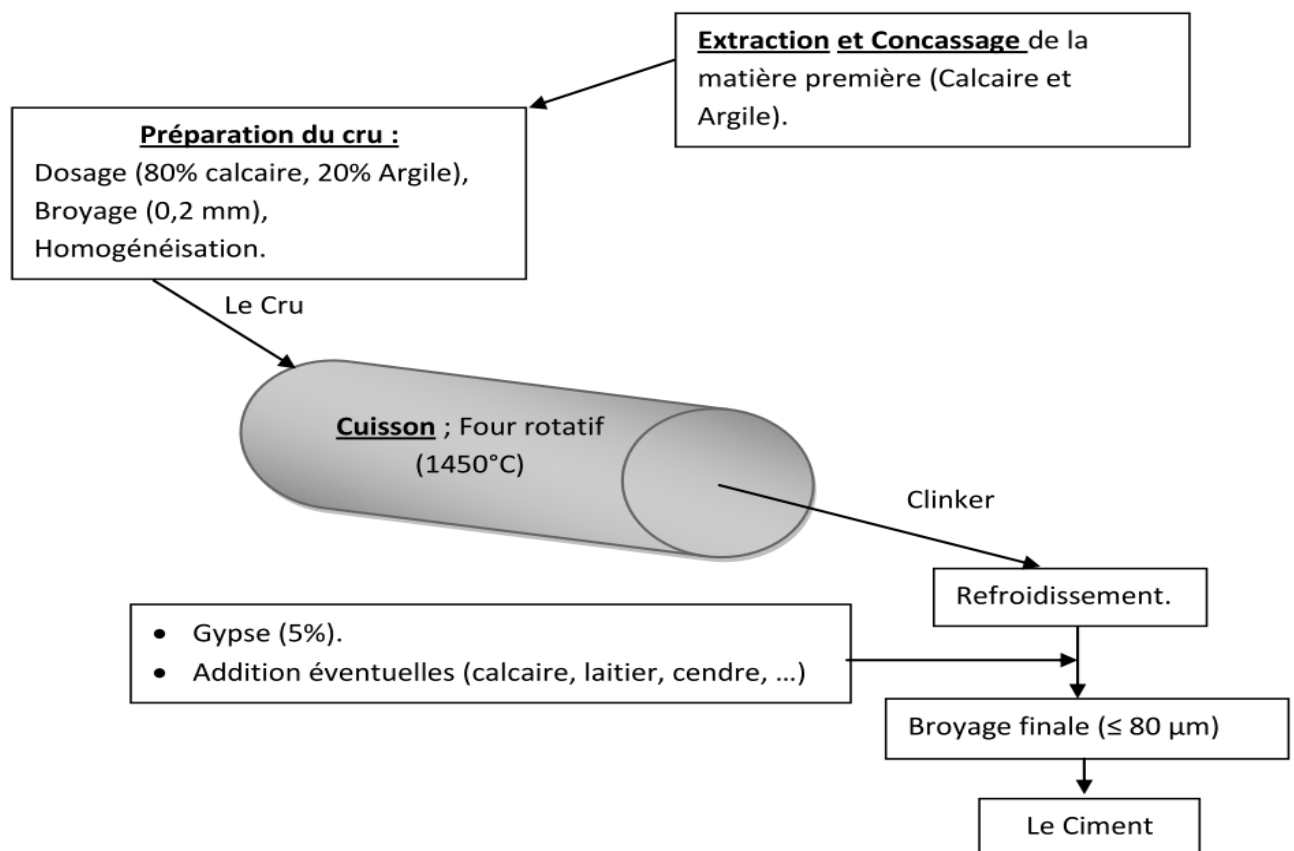 Extraction et Concassage de la
matière première (Calcaire et
Argile).
Préparation du cru :
Dosage (80% calcaire, 20% Argile),
Broyage (0,2 mm),
Homogénéisation.
Le Cru
Cuisson ; Four rotatif
(1450°C)
Clinker
Refroidissement.
• Gypse (5%).
• Addition éventuelles (calcaire, laitier, cendre, ...)
Broyage finale (≤ 80 µm)
Le Ciment